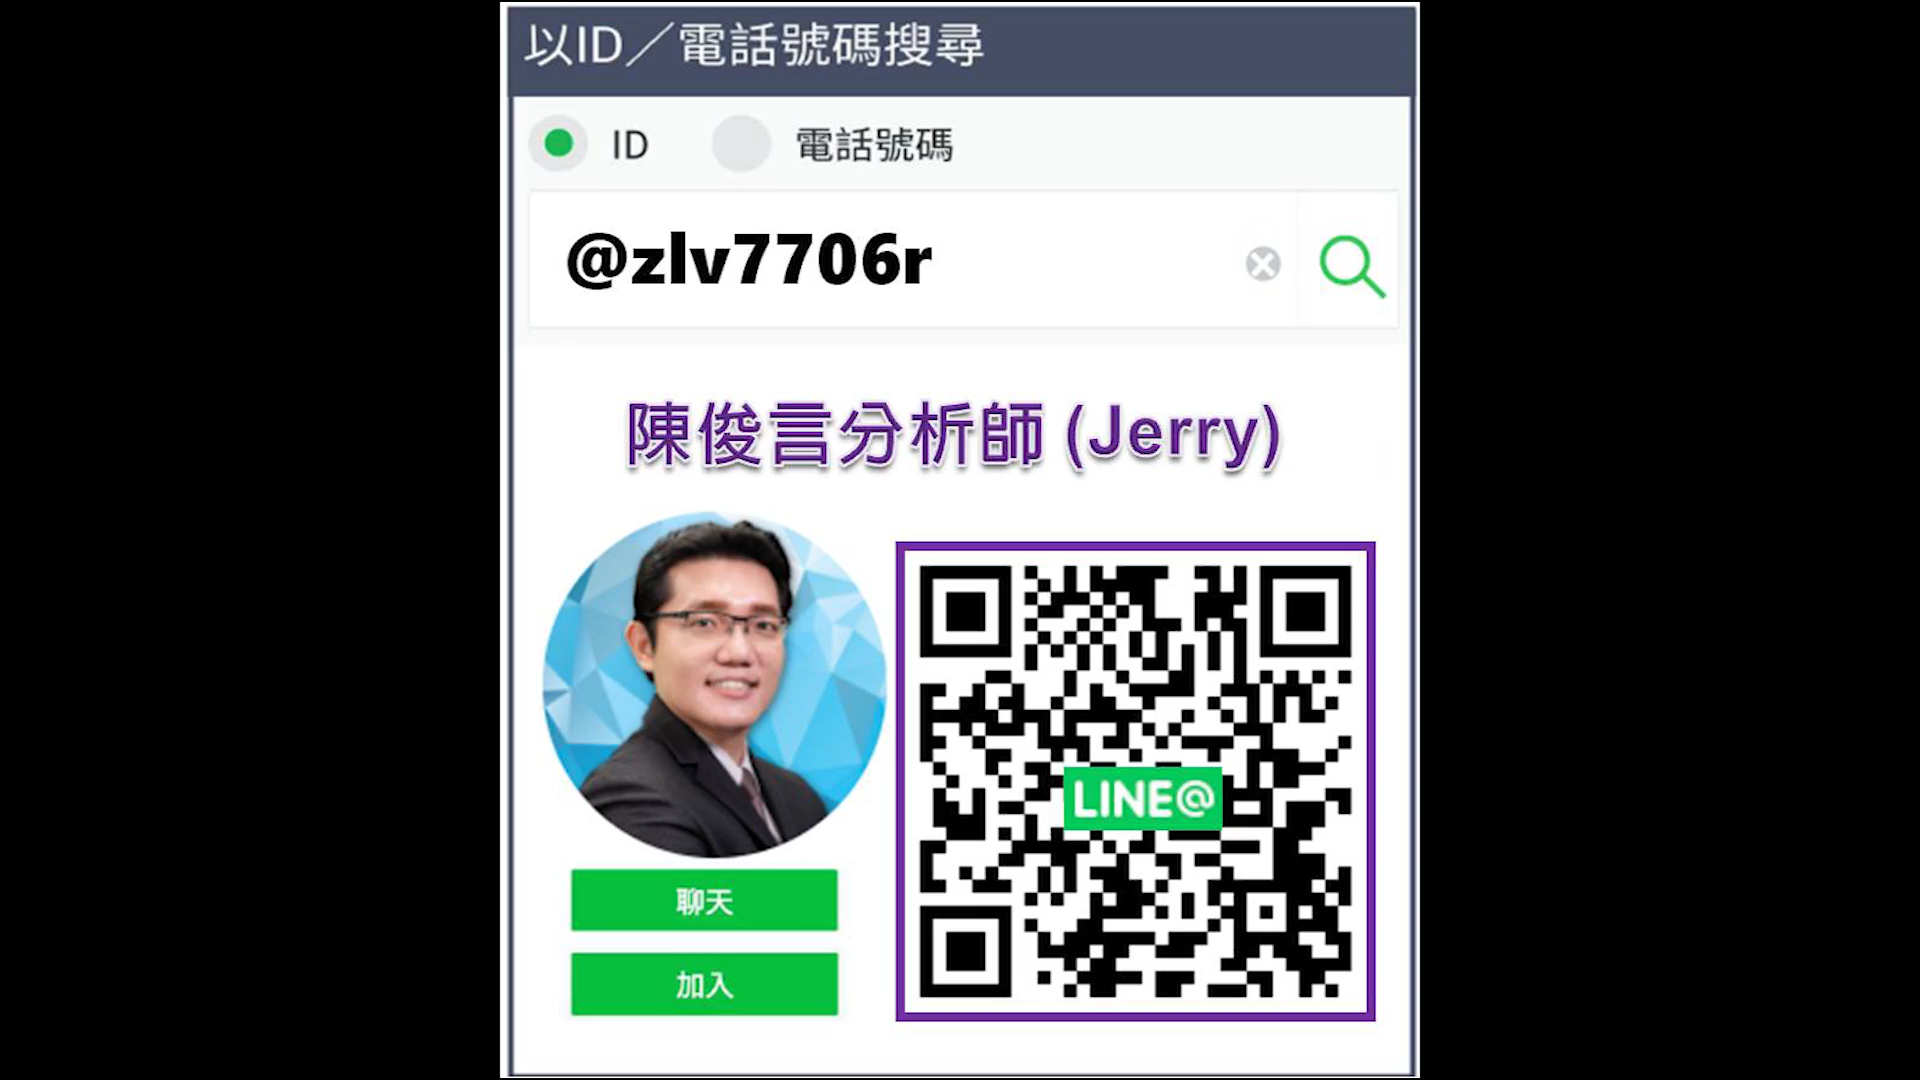 以ID／電話號碼搜尋
ID 電話號碼
@zlv7706r
陳俊言分析師 (Jerry)
LINE@
聊天
加入